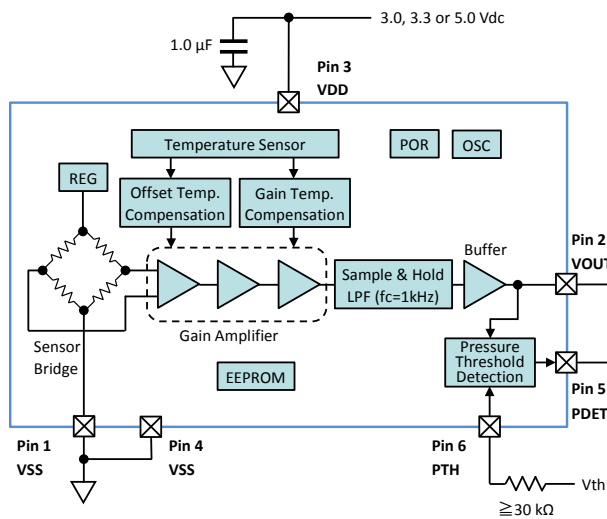 3.0, 3.3 or 5.0 Vdc
1.0 µF
Pin 3
VDD
Temperature Sensor
POR
OSC
REG
Offset Temp.
Compensation
Gain Temp.
Compensation
Sample & Hold
LPF (fc=1kHz)
Buffer
Pin 2
VOUT
Gain Amplifier
Sensor
Bridge
EEPROM
Pressure
Threshold
Detection
Pin 5
PDET
Pin 1
VSS
Pin 4
VSS
Pin 6
PTH
Vth
≧30 kΩ